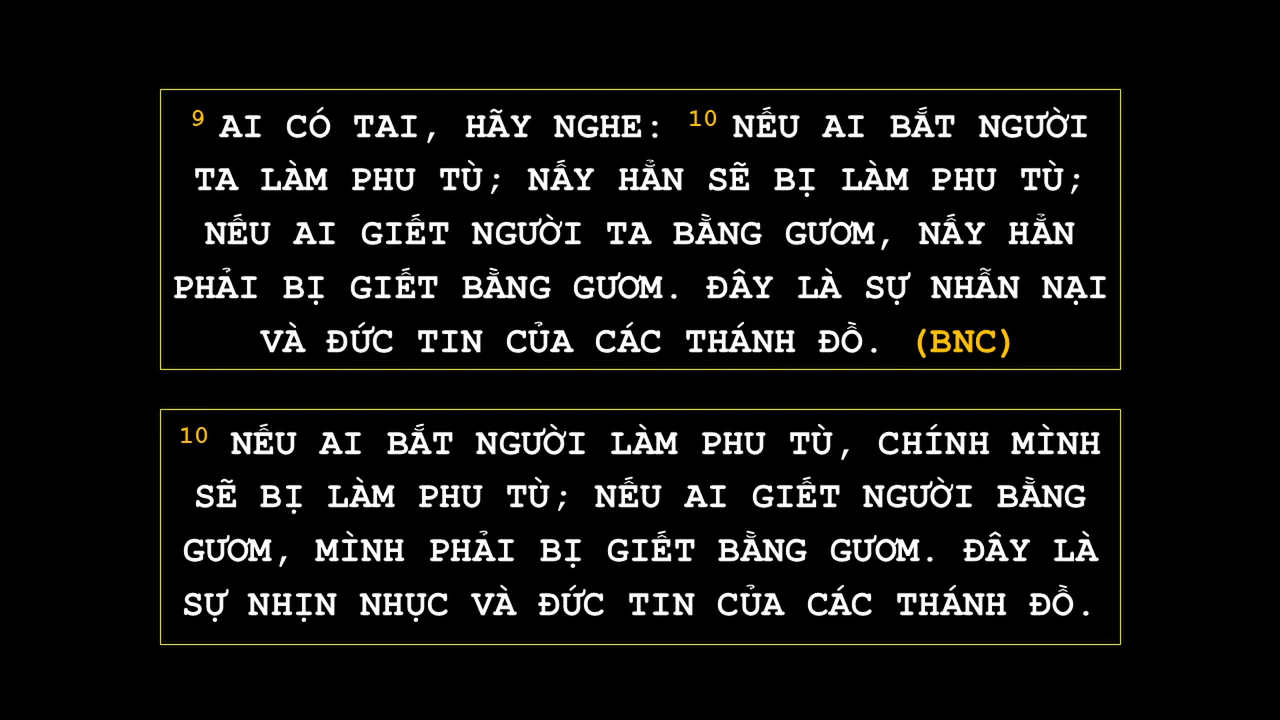 9 AI CÓ TAI, HÃY NGHE: 10 NẾU AI BẮT NGƯỜI
TA LÀM PHU TÙ; NẤY HẲN SẼ BỊ LÀM PHU TÙ;
NẾU AI GIẾT NGƯỜI TA BẰNG GƯƠM, NẤY HẲN
PHẢI BỊ GIẾT BẰNG GƯƠM. ĐÂY LÀ SỰ NHẪN NẠI
VÀ ĐỨC TIN CỦA CÁC THÁNH ĐỒ. (BNC)
10 NẾU AI BẮT NGƯỜI LÀM PHU TÙ, CHÍNH MÌNH
SẼ BỊ LÀM PHU TÙ; NẾU AI GIẾT NGƯỜI BẰNG
GƯƠM, MÌNH PHẢI BỊ GIẾT BẰNG GƯƠM. ĐÂY LÀ
SỰ NHỊN NHỤC VÀ ĐỨC TIN CỦA CÁC THÁNH ĐỒ.